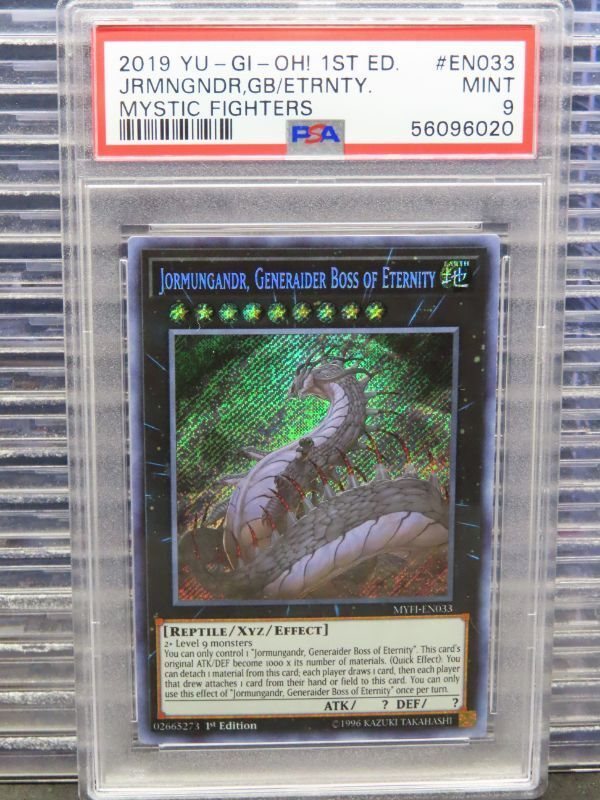 2019 YU-GI-OH! 1ST ED. #EN033
JRMNGNDR,GB/ETRNTY. MINT
MYSTIC FIGHTERS 9
PSA 56096020
JORMUNGANDR, GENERAIDER BOSS OF ETERNITY
EARTH
地
MYFI-EN033
[REPTILE/XYZ/EFFECT]
2+ Level 9 monsters
You can only control 1 "Jormungandr, Generaider Boss of Eternity". This card's
original ATK/DEF become 1000 x its number of materials. (Quick Effect): You
can detach 1 material from this card; each player draws 1 card, then each player
that drew attaches 1 card from their hand or field to this card. You can only
use this effect of "Jormungandr, Generaider Boss of Eternity" once per turn.
ATK/ ? DEF/ ?
02665273 1st Edition ©1996 KAZUKI TAKAHASHI